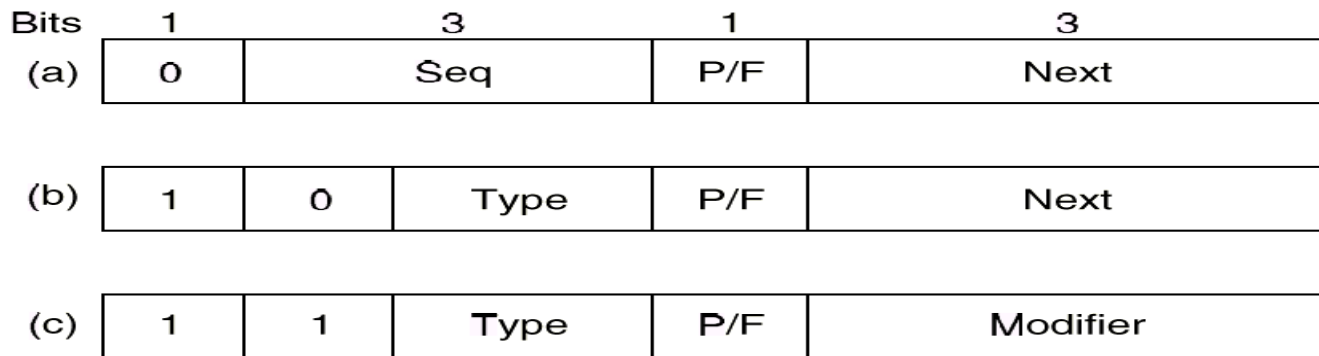 Bits 1 3 1 3
(a) 0 Seq P/F Next
(b) 1 0 Type P/F Next
(c) 1 1 Type P/F Modifier